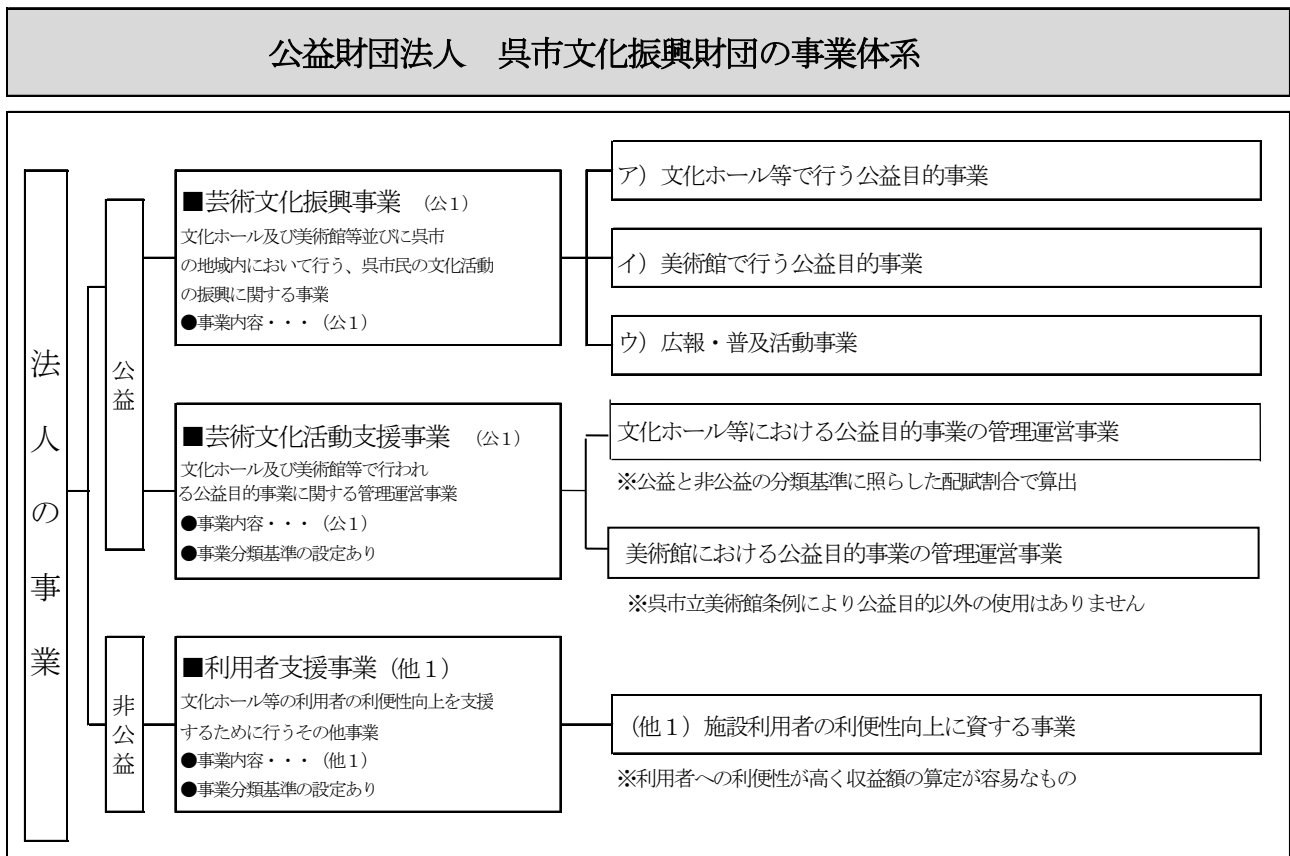 公益財団法人　呉市文化振興財団の事業体系
法人の事業
公益
■芸術文化振興事業　（公１）
文化ホール及び美術館等並びに呉市
の地域内において行う、呉市民の文化活動
の振興に関する事業
●事業内容・・・（公１）
ア）文化ホール等で行う公益目的事業
イ）美術館で行う公益目的事業
ウ）広報・普及活動事業
■芸術文化活動支援事業　（公１）
文化ホール及び美術館等で行われ
る公益目的事業に関する管理運営事業
●事業内容・・・（公１）
●事業分類基準の設定あり
文化ホール等における公益目的事業の管理運営事業
※公益と非公益の分類基準に照らした配賦割合で算出
美術館における公益目的事業の管理運営事業
※呉市立美術館条例により公益目的以外の使用はありません
非公益
■利用者支援事業（他１）
文化ホール等の利用者の利便性向上を支援
するために行うその他事業
●事業内容・・・（他１）
●事業分類基準の設定あり
（他１）施設利用者の利便性向上に資する事業
※利用者への利便性が高く収益額の算定が容易なもの